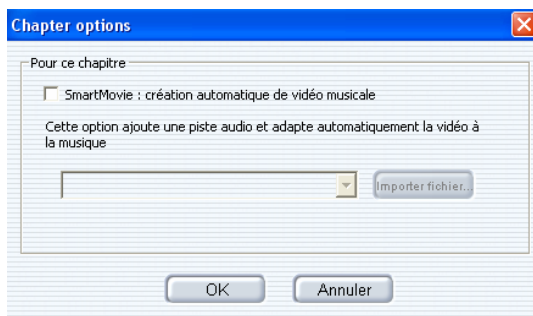 Chapter options
Pour ce chapitre
SmartMovie : création automatique de vidéo musicale
Cette option ajoute une piste audio et adapte automatiquement la vidéo à
la musique
Importer fichier...
OK
Annuler